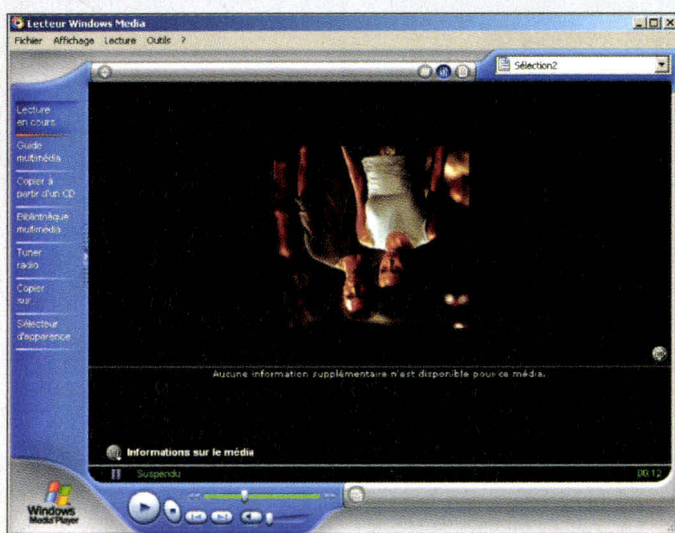 Lecteur Windows Media
Fichier Affichage Lecture Outils ?
Sélection2
Lecture
en cours
Guide
multimédia
Copier à
partir d'un CD
Bibliothèque
multimédia
Tuner
radio
Copier
sur...
Sélecteur
d'apparence
Aucune information supplémentaire n'est disponible pour ce média.
Informations sur le média
Suspendu
00:12
Windows
Media Player